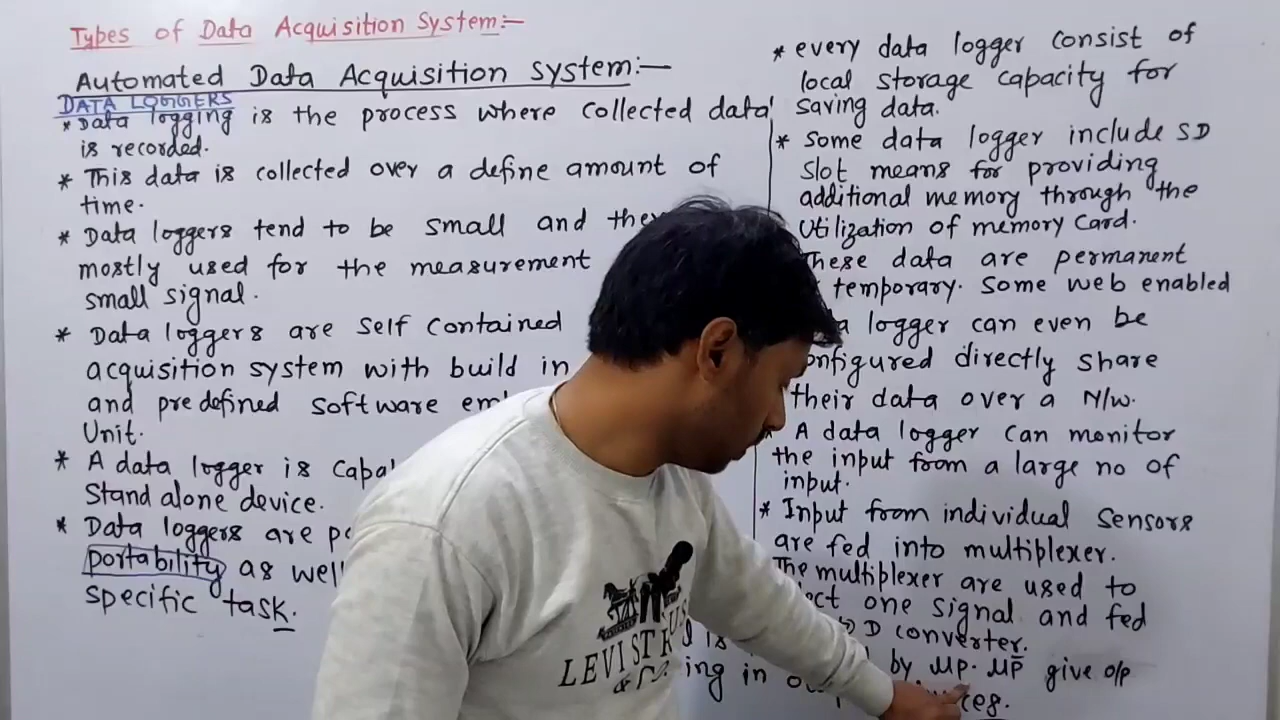 Types of Data Acquisition System:-
Automated Data Acquisition system:-
DATA LOGGERS
* Data logging is the process where collected data
is recorded.
* This data is collected over a define amount of
time.
* Data loggers tend to be small and
mostly used for the measurement
small signal.
* Data loggers are self contained
acquisition system with build in
and predefined software
Unit.
* A data logger is
Stand alone device.
* Data loggers are
portability as well
specific task.
* every data logger consist of
local storage capacity for
saving data.
* Some data logger include SD
slot means for providing
additional memory through the
Utilization of memory card.
These data are permanent
temporary. Some web enabled
logger can even be
configured directly share
their data over a N/w.
* A data logger can monitor
the input from a large no of
input.
* Input from individual sensors
are fed into multiplexer.
The multiplexer are used to
one signal and fed
D converter.
is by μp. μp give o/p
in
LEVI STR